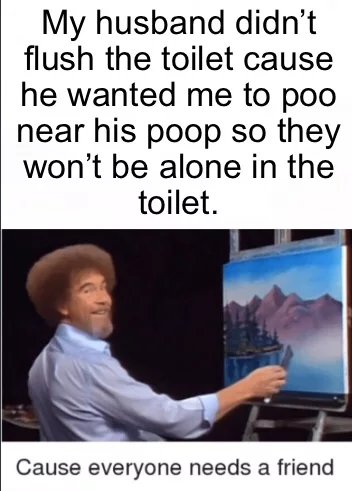 My husband didn’t
flush the toilet cause
he wanted me to poo
near his poop so they
won’t be alone in the
toilet.
Cause everyone needs a friend